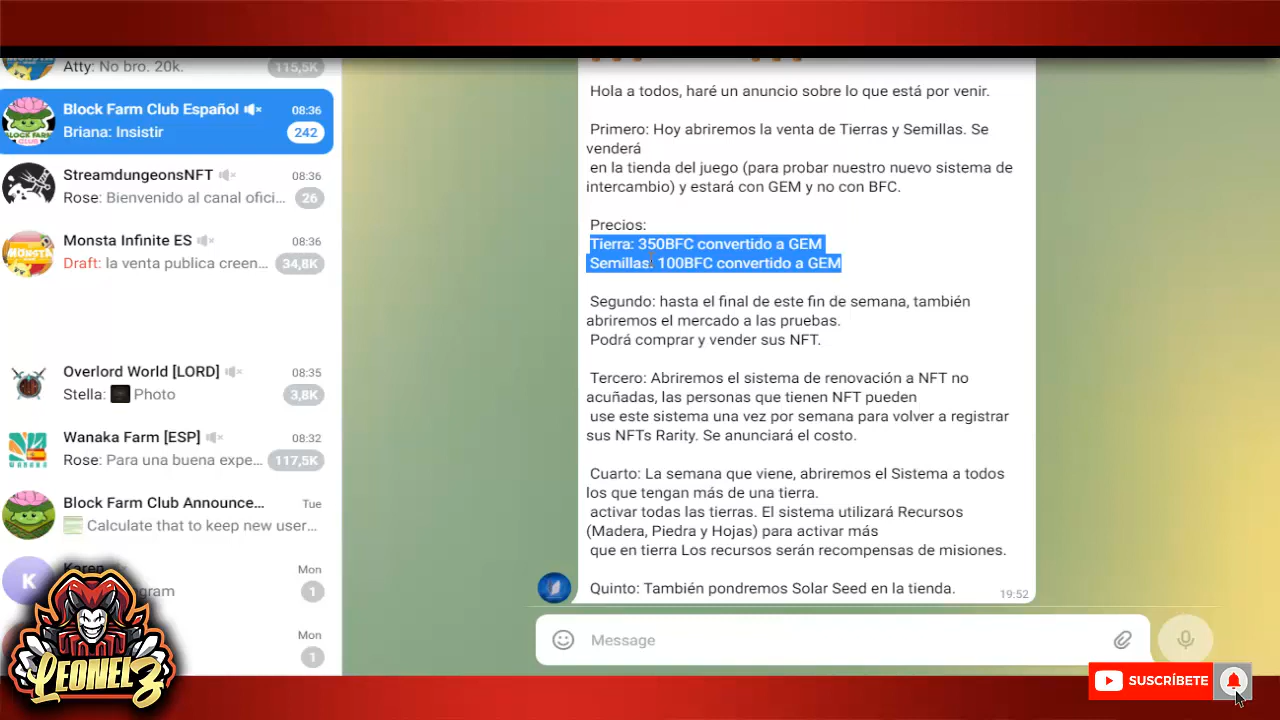 Atty: No bro. 20k.
115,5K
Block Farm Club Español
08:36
Briana: Insistir
242
StreamdungeonsNFT
08:36
Rose: Bienvenido al canal ofici...
26
Monsta Infinite ES
08:36
Draft: la venta publica creen...
34,8K
Overlord World [LORD]
08:35
Stella: Photo
3,8K
Wanaka Farm [ESP]
08:32
Rose: Para una buena expe...
117,5K
Block Farm Club Announce...
Tue
Calculate that to keep new user...
K
Karen
Mon
gram
1
Mon
1
LEONELZ
Hola a todos, haré un anuncio sobre lo que está por venir.
Primero: Hoy abriremos la venta de Tierras y Semillas. Se
venderá
en la tienda del juego (para probar nuestro nuevo sistema de
intercambio) y estará con GEM y no con BFC.
Precios:
Tierra: 350BFC convertido a GEM
Semillas: 100BFC convertido a GEM
Segundo: hasta el final de este fin de semana, también
abriremos el mercado a las pruebas.
Podrá comprar y vender sus NFT.
Tercero: Abriremos el sistema de renovación a NFT no
acuñadas, las personas que tienen NFT pueden
use este sistema una vez por semana para volver a registrar
sus NFTs Rarity. Se anunciará el costo.
Cuarto: La semana que viene, abriremos el Sistema a todos
los que tengan más de una tierra.
activar todas las tierras. El sistema utilizará Recursos
(Madera, Piedra y Hojas) para activar más
que en tierra Los recursos serán recompensas de misiones.
Quinto: También pondremos Solar Seed en la tienda.
19:52
Message
SUSCRÍBETE